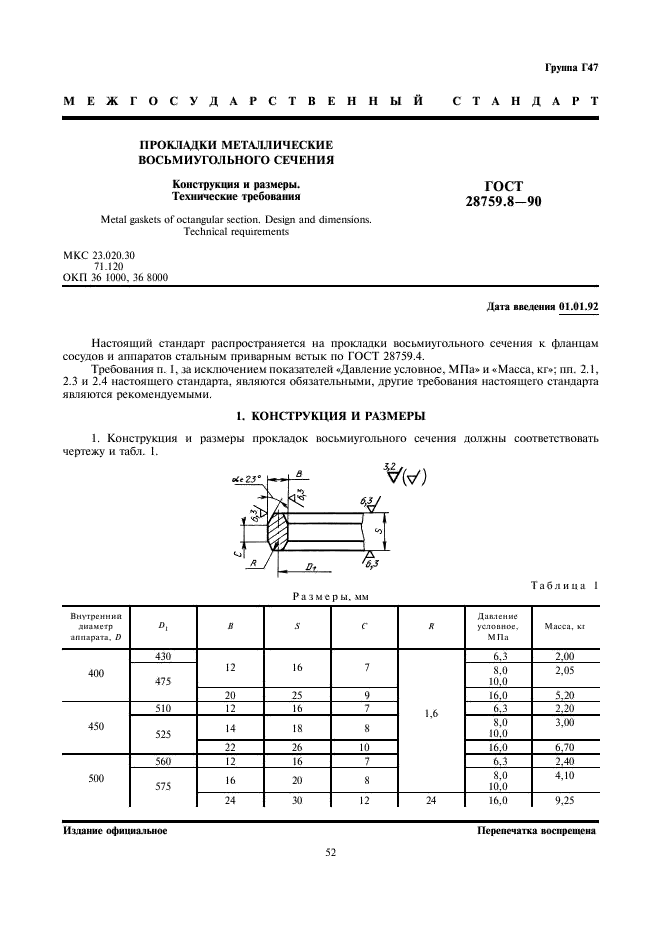 Группа Г47
МЕЖГОСУДАРСТВЕННЫЙ СТАНДАРТ
ПРОКЛАДКИ МЕТАЛЛИЧЕСКИЕ
ВОСЬМИУГОЛЬНОГО СЕЧЕНИЯ
Конструкция и размеры.
Технические требования
Metal gaskets of octangular section. Design and dimensions.
Technical requirements
ГОСТ
28759.8—90
МКС 23.020.30
71.120
ОКП 36 1000, 36 8000
Дата введения 01.01.92
Настоящий стандарт распространяется на прокладки восьмиугольного сечения к фланцам
сосудов и аппаратов стальным приварным встык по ГОСТ 28759.4.
Требования п. 1, за исключением показателей «Давление условное, МПа» и «Масса, кг»; пп. 2.1,
2.3 и 2.4 настоящего стандарта, являются обязательными, другие требования настоящего стандарта
являются рекомендуемыми.
1. КОНСТРУКЦИЯ И РАЗМЕРЫ
1. Конструкция и размеры прокладок восьмиугольного сечения должны соответствовать
чертежу и табл. 1.
3,2
α=23° B
6,3
6,3 6,3
C S
R D1 6,3
Таблица 1
Размеры, мм
Внутренний диаметр аппарата, D D1 B S C R Давление условное, МПа Масса, кг
400 430 12 16 7 1,6 6,3 2,00
475 8,0 2,05
10,0
20 25 9 16,0 5,20
450 510 12 16 7 6,3 2,20
525 14 18 8 8,0 3,00
10,0
22 26 10 16,0 6,70
500 560 12 16 7 6,3 2,40
575 16 20 8 8,0 4,10
10,0
24 30 12 24 16,0 9,25
Издание официальное Перепечатка воспрещена
52